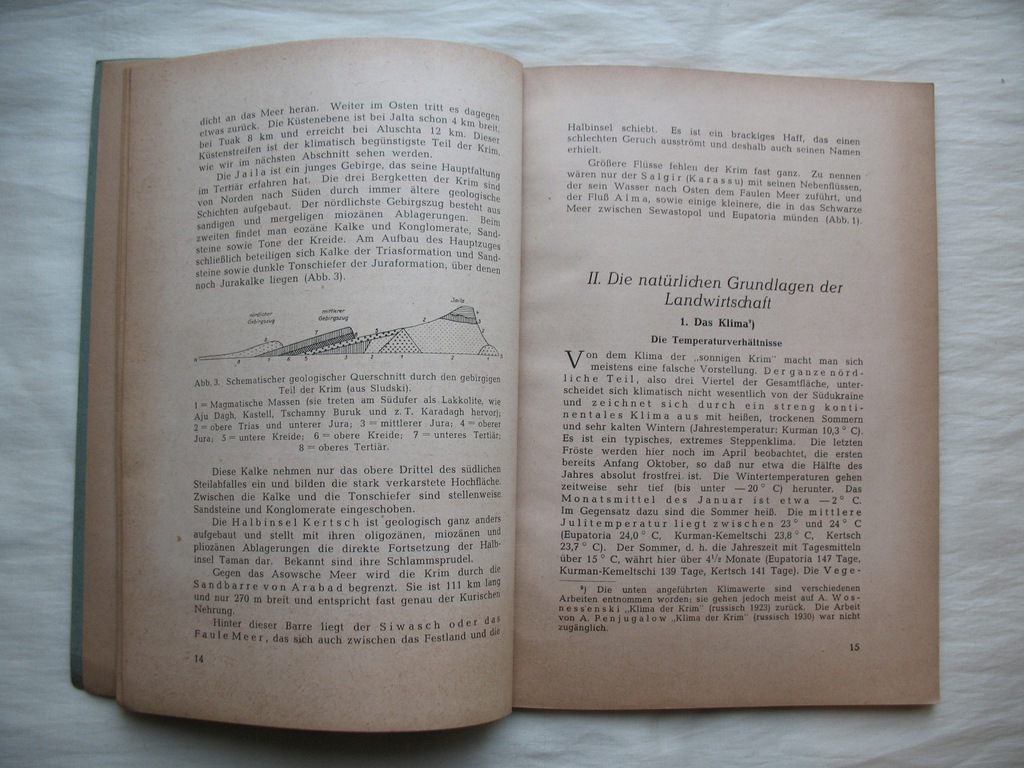 dicht an das Meer heran. Weiter im Osten tritt es dagegen
etwas zurück. Die Küstenebene ist bei Jalta schon 4 km breit,
bei Tuak 8 km und erreicht bei Aluschta 12 km. Dieser
Küstenstreifen ist der klimatisch begünstigste Teil der Krim,
wie wir im nächsten Abschnitt sehen werden.
Die Jaila ist ein junges Gebirge, das seine Hauptfaltung
im Tertiär erfahren hat. Die drei Bergketten der Krim sind
von Norden nach Süden durch immer ältere geologische
Schichten aufgebaut. Der nördlichste Gebirgszug besteht aus
sandigen und mergeligen miozänen Ablagerungen. Beim
zweiten findet man eozäne Kalke und Konglomerate, Sand-
steine sowie Tone der Kreide. Am Aufbau des Hauptzuges
schließlich beteiligen sich Kalke der Triasformation und Sand-
steine sowie dunkle Tonschiefer der Juraformation, über denen
noch Jurakalke liegen (Abb. 3).
nördlicher Gebirgszug
mittlerer Gebirgszug
Jaila
Abb. 3. Schematischer geologischer Querschnitt durch den gebirgigen
Teil der Krim (aus Sludski).
1 = Magmatische Massen (sie treten am Südufer als Lakkolite, wie
Aju Dagh, Kastell, Tschamny Buruk und z. T. Karadagh hervor);
2 = obere Trias und unterer Jura; 3 = mittlerer Jura; 4 = oberer
Jura; 5 = untere Kreide; 6 = obere Kreide; 7 = unteres Tertiär;
8 = oberes Tertiär.
Diese Kalke nehmen nur das obere Drittel des südlichen
Steilabfalles ein und bilden die stark verkarstete Hochfläche.
Zwischen die Kalke und die Tonschiefer sind stellenweise
Sandsteine und Konglomerate eingeschoben.
Die Halbinsel Kertsch ist geologisch ganz anders
aufgebaut und stellt mit ihren oligozänen, miozänen und
pliozänen Ablagerungen die direkte Fortsetzung der Halb-
insel Taman dar. Bekannt sind ihre Schlammsprudel.
Gegen das Asowsche Meer wird die Krim durch die
Sandbarre von Arabad begrenzt. Sie ist 111 km lang
und nur 270 m breit und entspricht fast genau der Kurischen
Nehrung.
Hinter dieser Barre liegt der Siwasch oder das
Faule Meer, das sich auch zwischen das Festland und die
14
Halbinsel schiebt. Es ist ein brackiges Haff, das einen
schlechten Geruch ausströmt und deshalb auch seinen Namen
erhielt.
Größere Flüsse fehlen der Krim fast ganz. Zu nennen
wären nur der Salgir (Karassu) mit seinen Nebenflüssen,
der sein Wasser nach Osten dem Faulen Meer zuführt, und
der Fluß Alma, sowie einige kleinere, die in das Schwarze
Meer zwischen Sewastopol und Eupatoria münden (Abb. 1).
II. Die natürlichen Grundlagen der
Landwirtschaft
1. Das Klima⁹)
Die Temperaturverhältnisse
Von dem Klima der „sonnigen Krim" macht man sich
meistens eine falsche Vorstellung. Der ganze nörd-
liche Teil, also drei Viertel der Gesamtfläche, unter-
scheidet sich klimatisch nicht wesentlich von der Südukraine
und zeichnet sich durch ein streng konti-
nentales Klima aus mit heißen, trockenen Sommern
und sehr kalten Wintern (Jahrestemperatur: Kurman 10,3° C).
Es ist ein typisches, extremes Steppenklima. Die letzten
Fröste werden hier noch im April beobachtet, die ersten
bereits Anfang Oktober, so daß nur etwa die Hälfte des
Jahres absolut frostfrei ist. Die Wintertemperaturen gehen
zeitweise sehr tief (bis unter —20° C) herunter. Das
Monatsmittel des Januar ist etwa —2° C.
Im Gegensatz dazu sind die Sommer heiß. Die mittlere
Julitemperatur liegt zwischen 23° und 24° C
(Eupatoria 24,0° C, Kurman-Kemeltschi 23,8° C, Kertsch
23,7° C). Der Sommer, d. h. die Jahreszeit mit Tagesmitteln
über 15° C, währt hier über 4¹/₂ Monate (Eupatoria 147 Tage,
Kurman-Kemeltschi 139 Tage, Kertsch 141 Tage). Die Vege-
⁹) Die unten angeführten Klimawerte sind verschiedenen
Arbeiten entnommen worden; sie gehen jedoch meist auf A. Wos-
nessenski „Klima der Krim" (russisch 1923) zurück. Die Arbeit
von A. Penjugalow „Klima der Krim" (russisch 1930) war nicht
zugänglich.
15